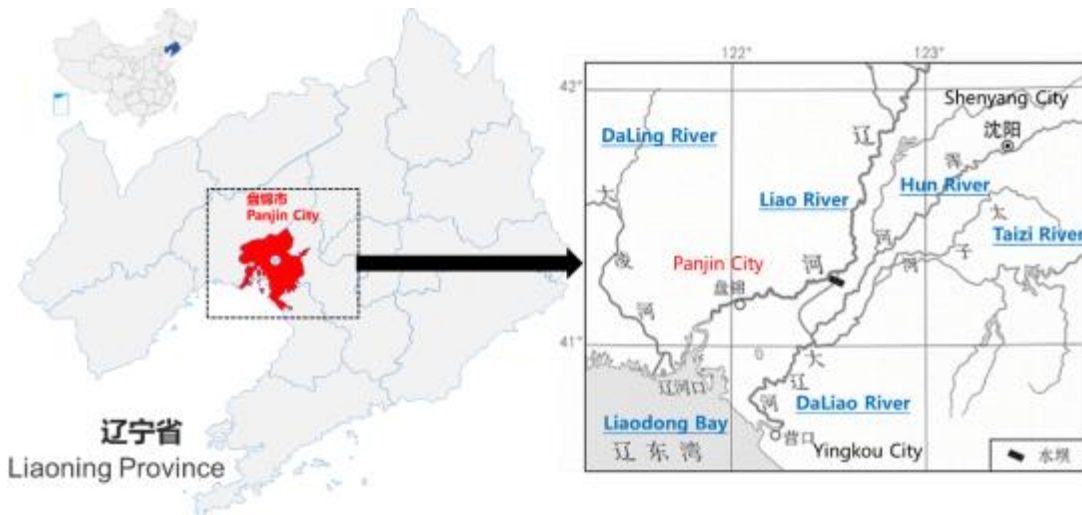 盘锦市
Panjin City
辽宁省
Liaoning Province
122°
123°
42°
41°
Shenyang City
沈阳
DaLing River
大
凌
河
辽
河
Liao River
浑
河
Hun River
太
子
河
Taizi River
Panjin City
盘锦
辽河口
大
辽
河
DaLiao River
Liaodong Bay
辽东湾
营口
Yingkou City
水坝